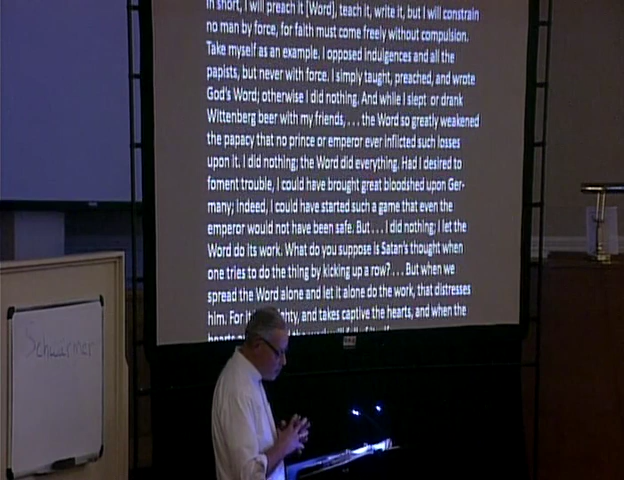 In short, I will preach it [Word], teach it, write it, but I will constrain
no man by force, for faith must come freely without compulsion.
Take myself as an example. I opposed indulgences and all the
papists, but never with force. I simply taught, preached, and wrote
God's Word; otherwise I did nothing. And while I slept or drank
Wittenberg beer with my friends, . . . the Word so greatly weakened
the papacy that no prince or emperor ever inflicted such losses
upon it. I did nothing; the Word did everything. Had I desired to
foment trouble, I could have brought great bloodshed upon Ger-
many; indeed, I could have started such a game that even the
emperor would not have been safe. But . . . I did nothing; I let the
Word do its work. What do you suppose is Satan's thought when
one tries to do the thing by kicking up a row? . . . But when we
spread the Word alone and let it alone do the work, that distresses
him. For it and takes captive the hearts, and when the
Schwärmer